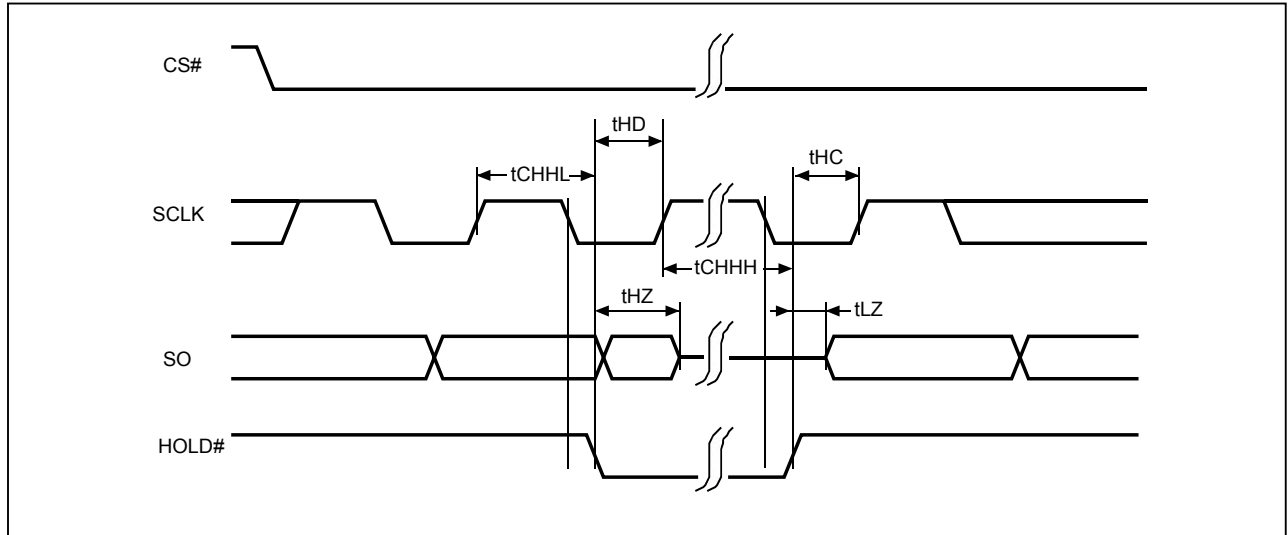 CS#
tHD
tHC
tCHHL
SCLK
tCHHH
tHZ
tLZ
SO
HOLD#